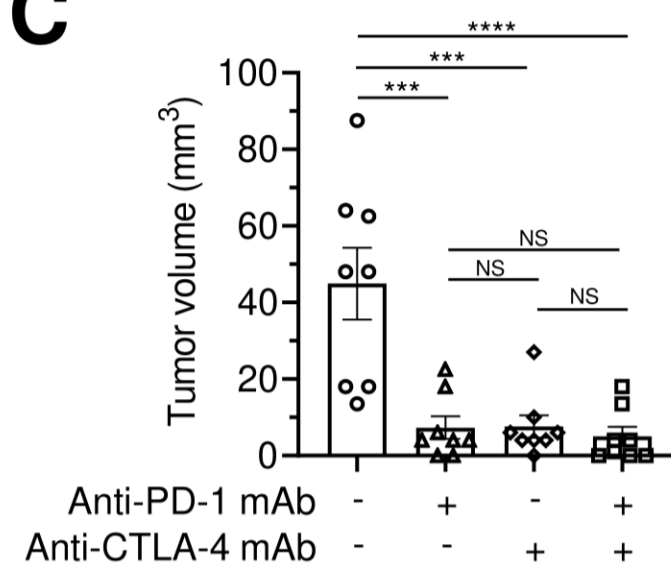 C
****
***
***
100
80
60
40
20
0
Tumor volume (mm³)
NS
NS
NS
Anti-PD-1 mAb - + - +
Anti-CTLA-4 mAb - - + +